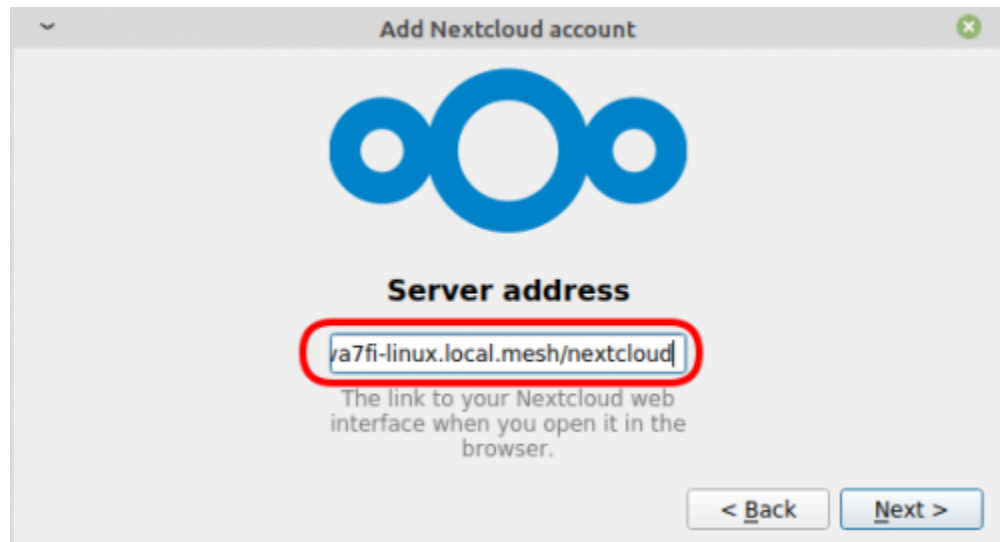 Add Nextcloud account
Server address
/a7fi-linux.local.mesh/nextcloud
The link to your Nextcloud web
interface when you open it in the
browser.
< Back
Next >